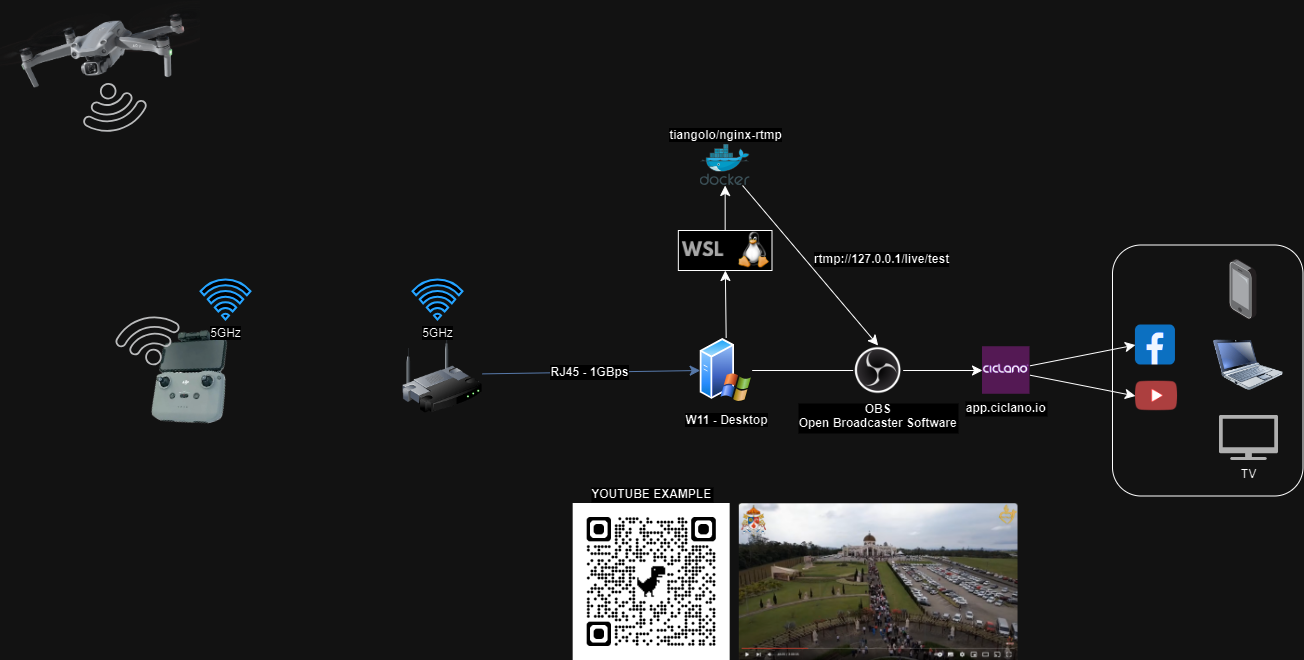 tiangolo/nginx-rtmp
docker
WSL
rtmp://127.0.0.1/live/test
5GHz
5GHz
RJ45 - 1GBps
W11 - Desktop
OBS
Open Broadcaster Software
CICLANO
app.ciclano.io
TV
YOUTUBE EXAMPLE